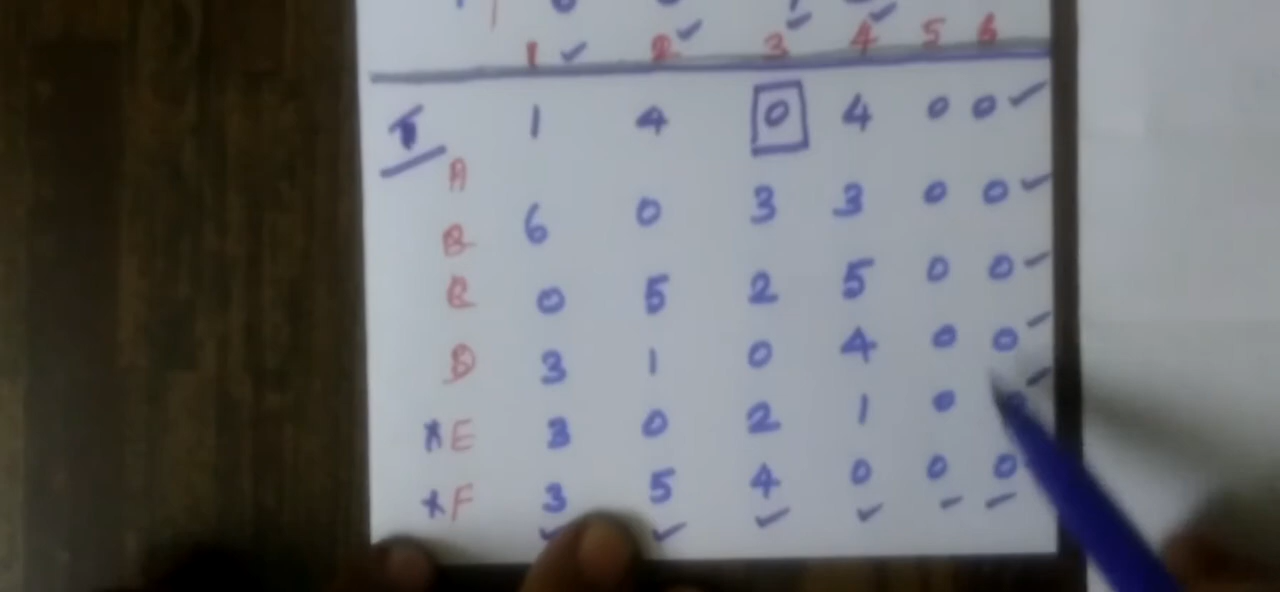 1 2 3 4 5 6
I 1 4 0 4 0 0
A
6 0 3 3 0 0
B
0 5 2 5 0 0
3 1 0 4 0 0
D
*E 3 0 2 1 0
*F 3 5 4 0 0 0